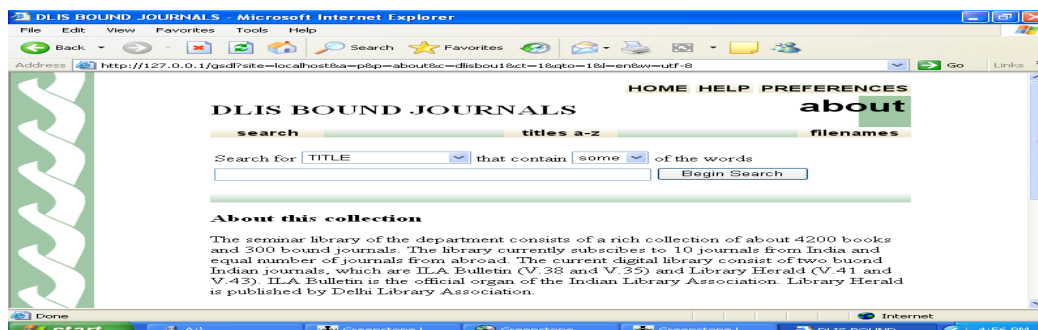 DLIS BOUND JOURNALS - Microsoft Internet Explorer
File Edit View Favorites Tools Help
Back Search Favorites
Address http://127.0.0.1/gsdl?site=localhost&a=p&p=about&c=dlisbou1&ct=1&qto=1&l=en&w=utf-8 Go Links
HOME HELP PREFERENCES
DLIS BOUND JOURNALS about
search titles a-z filenames
Search for TITLE that contain some of the words
Begin Search
About this collection
The seminar library of the department consists of a rich collection of about 4200 books
and 300 bound journals. The library currently subscibes to 10 journals from India and
equal number of journals from abroad. The current digital library consist of two buond
Indian journals, which are ILA Bulletin (V.38 and V.35) and Library Herald (V.41 and
V.43). ILA Bulletin is the official organ of the Indian Library Association. Library Herald
is published by Delhi Library Association.
Done Internet
start A:\ Greenstone Greenstone Greenstone DLIS BOUND 4:56 PM